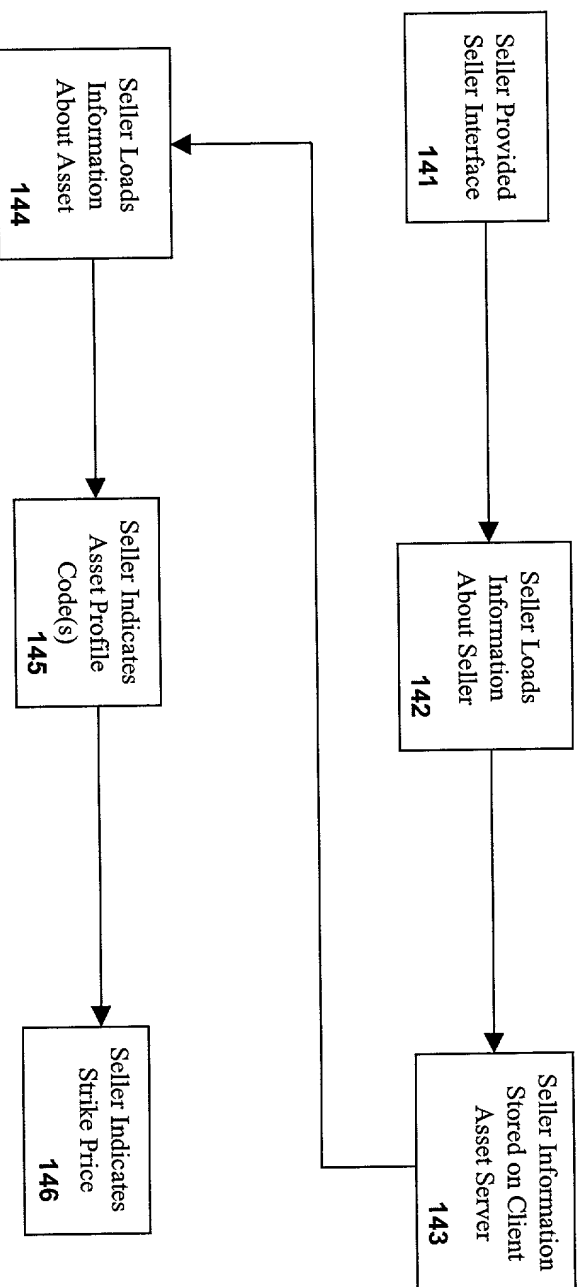 Seller Provided
Seller Interface
141
Seller Loads
Information
About Seller
142
Seller Information
Stored on Client
Asset Server
143
Seller Loads
Information
About Asset
144
Seller Indicates
Asset Profile
Code(s)
145
Seller Indicates
Strike Price
146